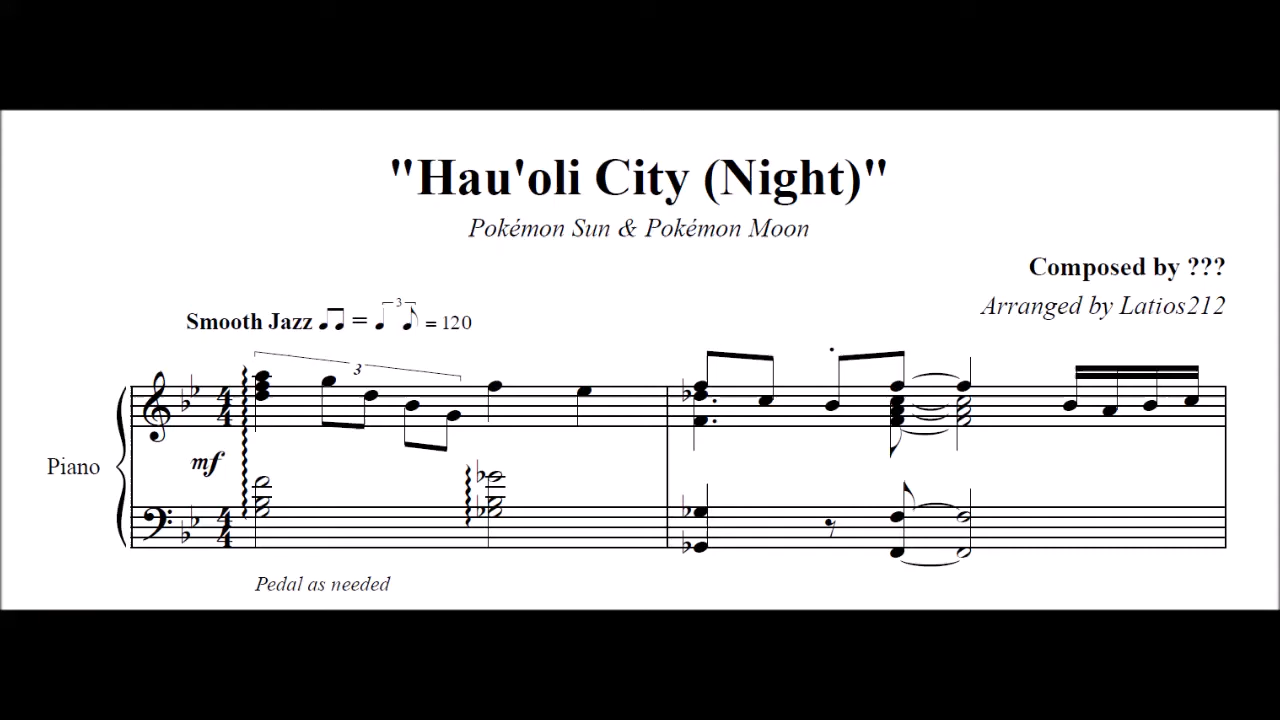 "Hau'oli City (Night)"
Pokémon Sun & Pokémon Moon
Composed by ???
Arranged by Latios212
Smooth Jazz = 3 = 120
3
mf
Piano
Pedal as needed